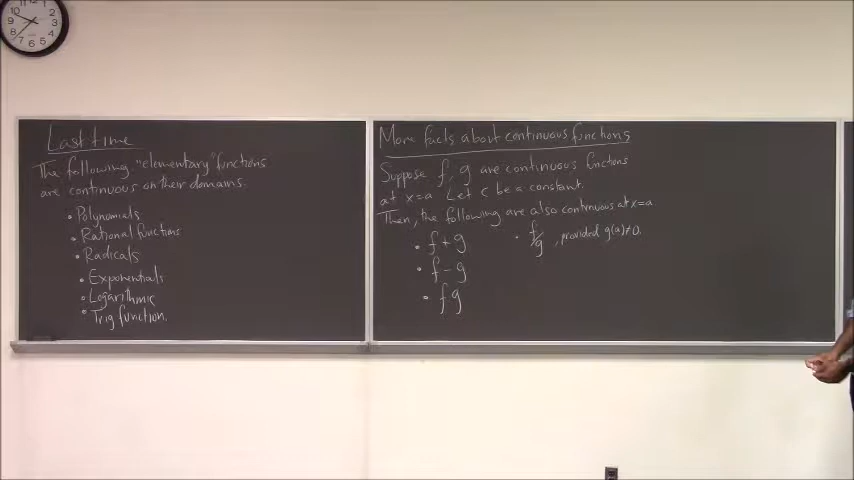 Last time
The following "elementary" functions
are continuous on their domains.
• Polynomials
• Rational functions
• Radicals
• Exponentials
• Logarithmic
• Trig function.
More facts about continuous functions
Suppose f, g are continuous functions
at x=a Let c be a constant.
Then, the following are also continuous at x=a
• f+g
• f-g
• fg
• f/g, provided g(a)≠0.